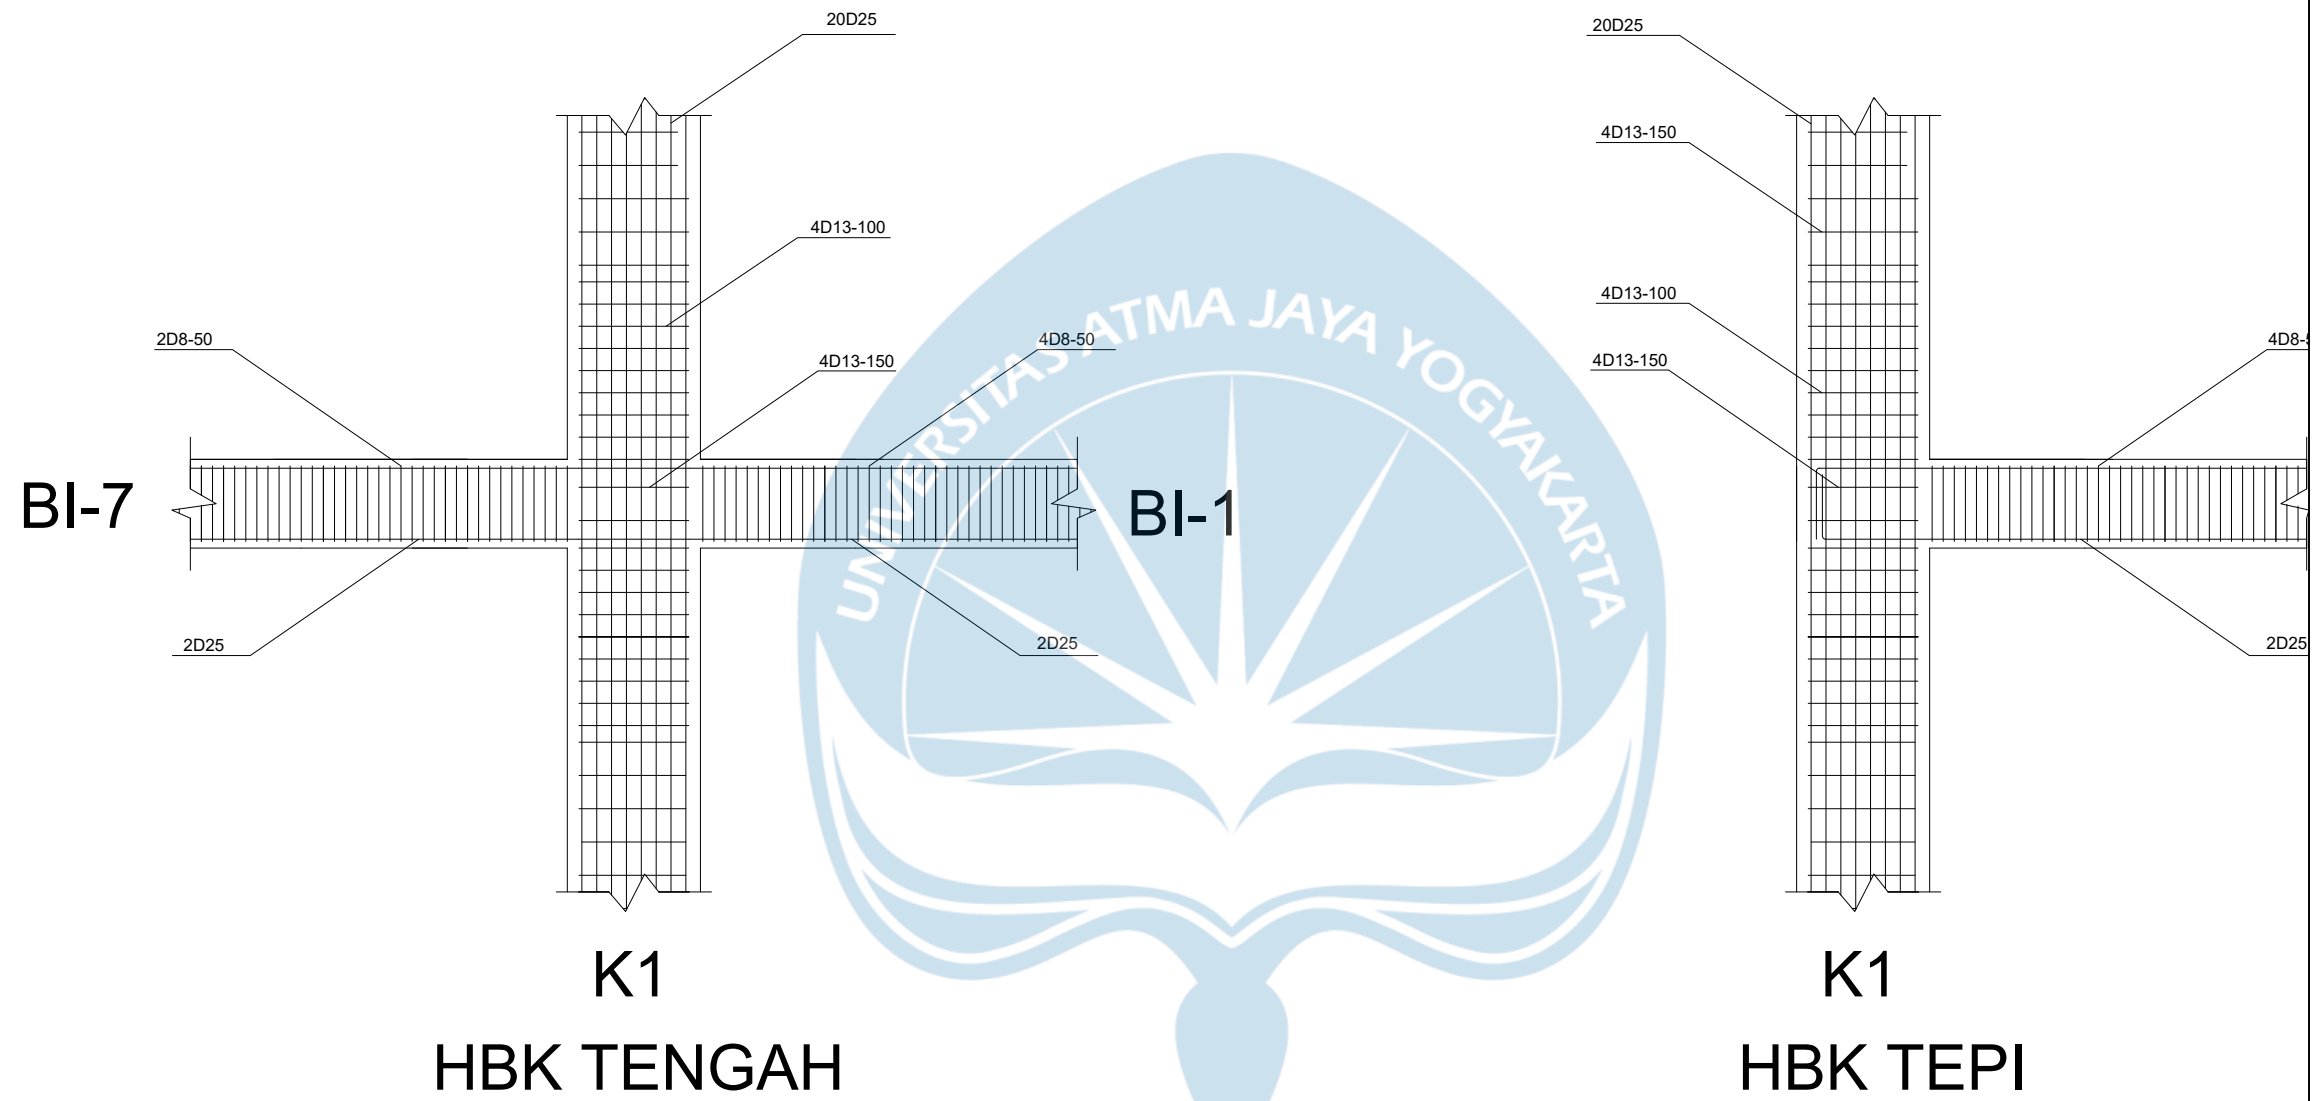 20D25
4D13-100
2D8-50
4D8-50
4D13-150
BI-7
BI-1
2D25
2D25
K1
HBK TENGAH
20D25
4D13-150
4D13-100
4D13-150
2D25
K1
HBK TEPI
UNIVERSITAS ATMA JAYA YOGYAKARTA